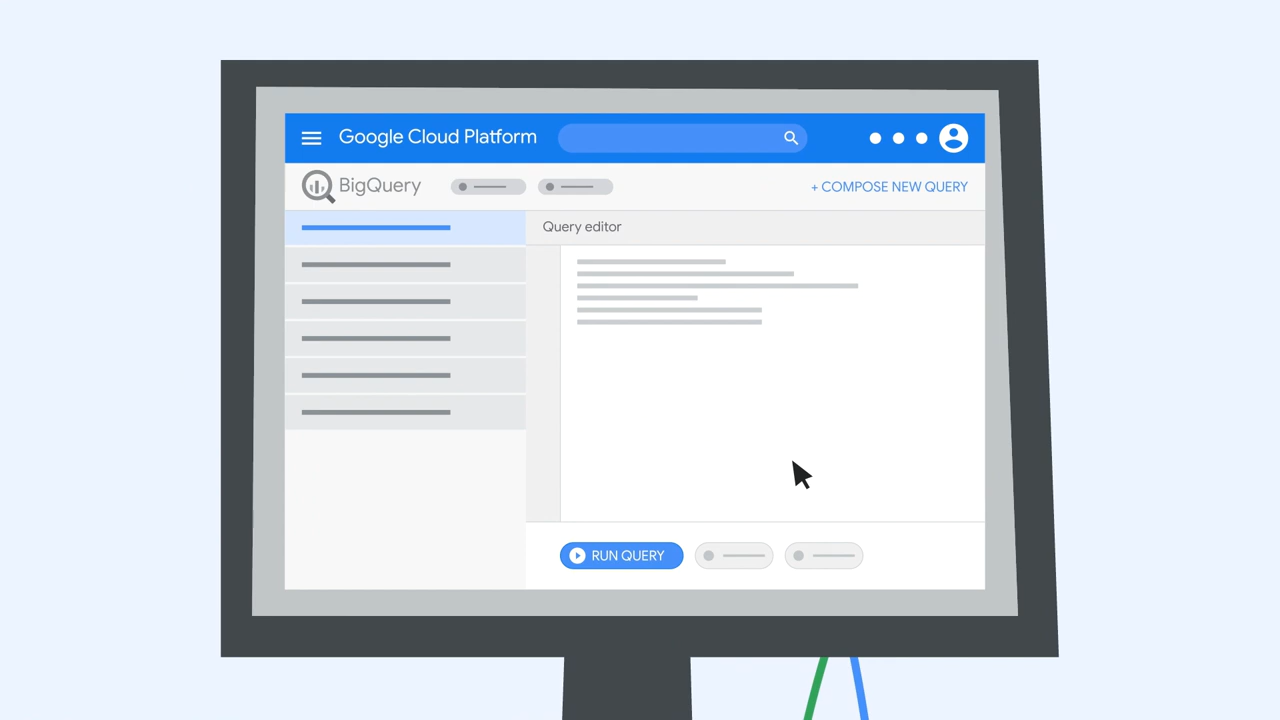 Google Cloud Platform
BigQuery
+ COMPOSE NEW QUERY
Query editor
RUN QUERY